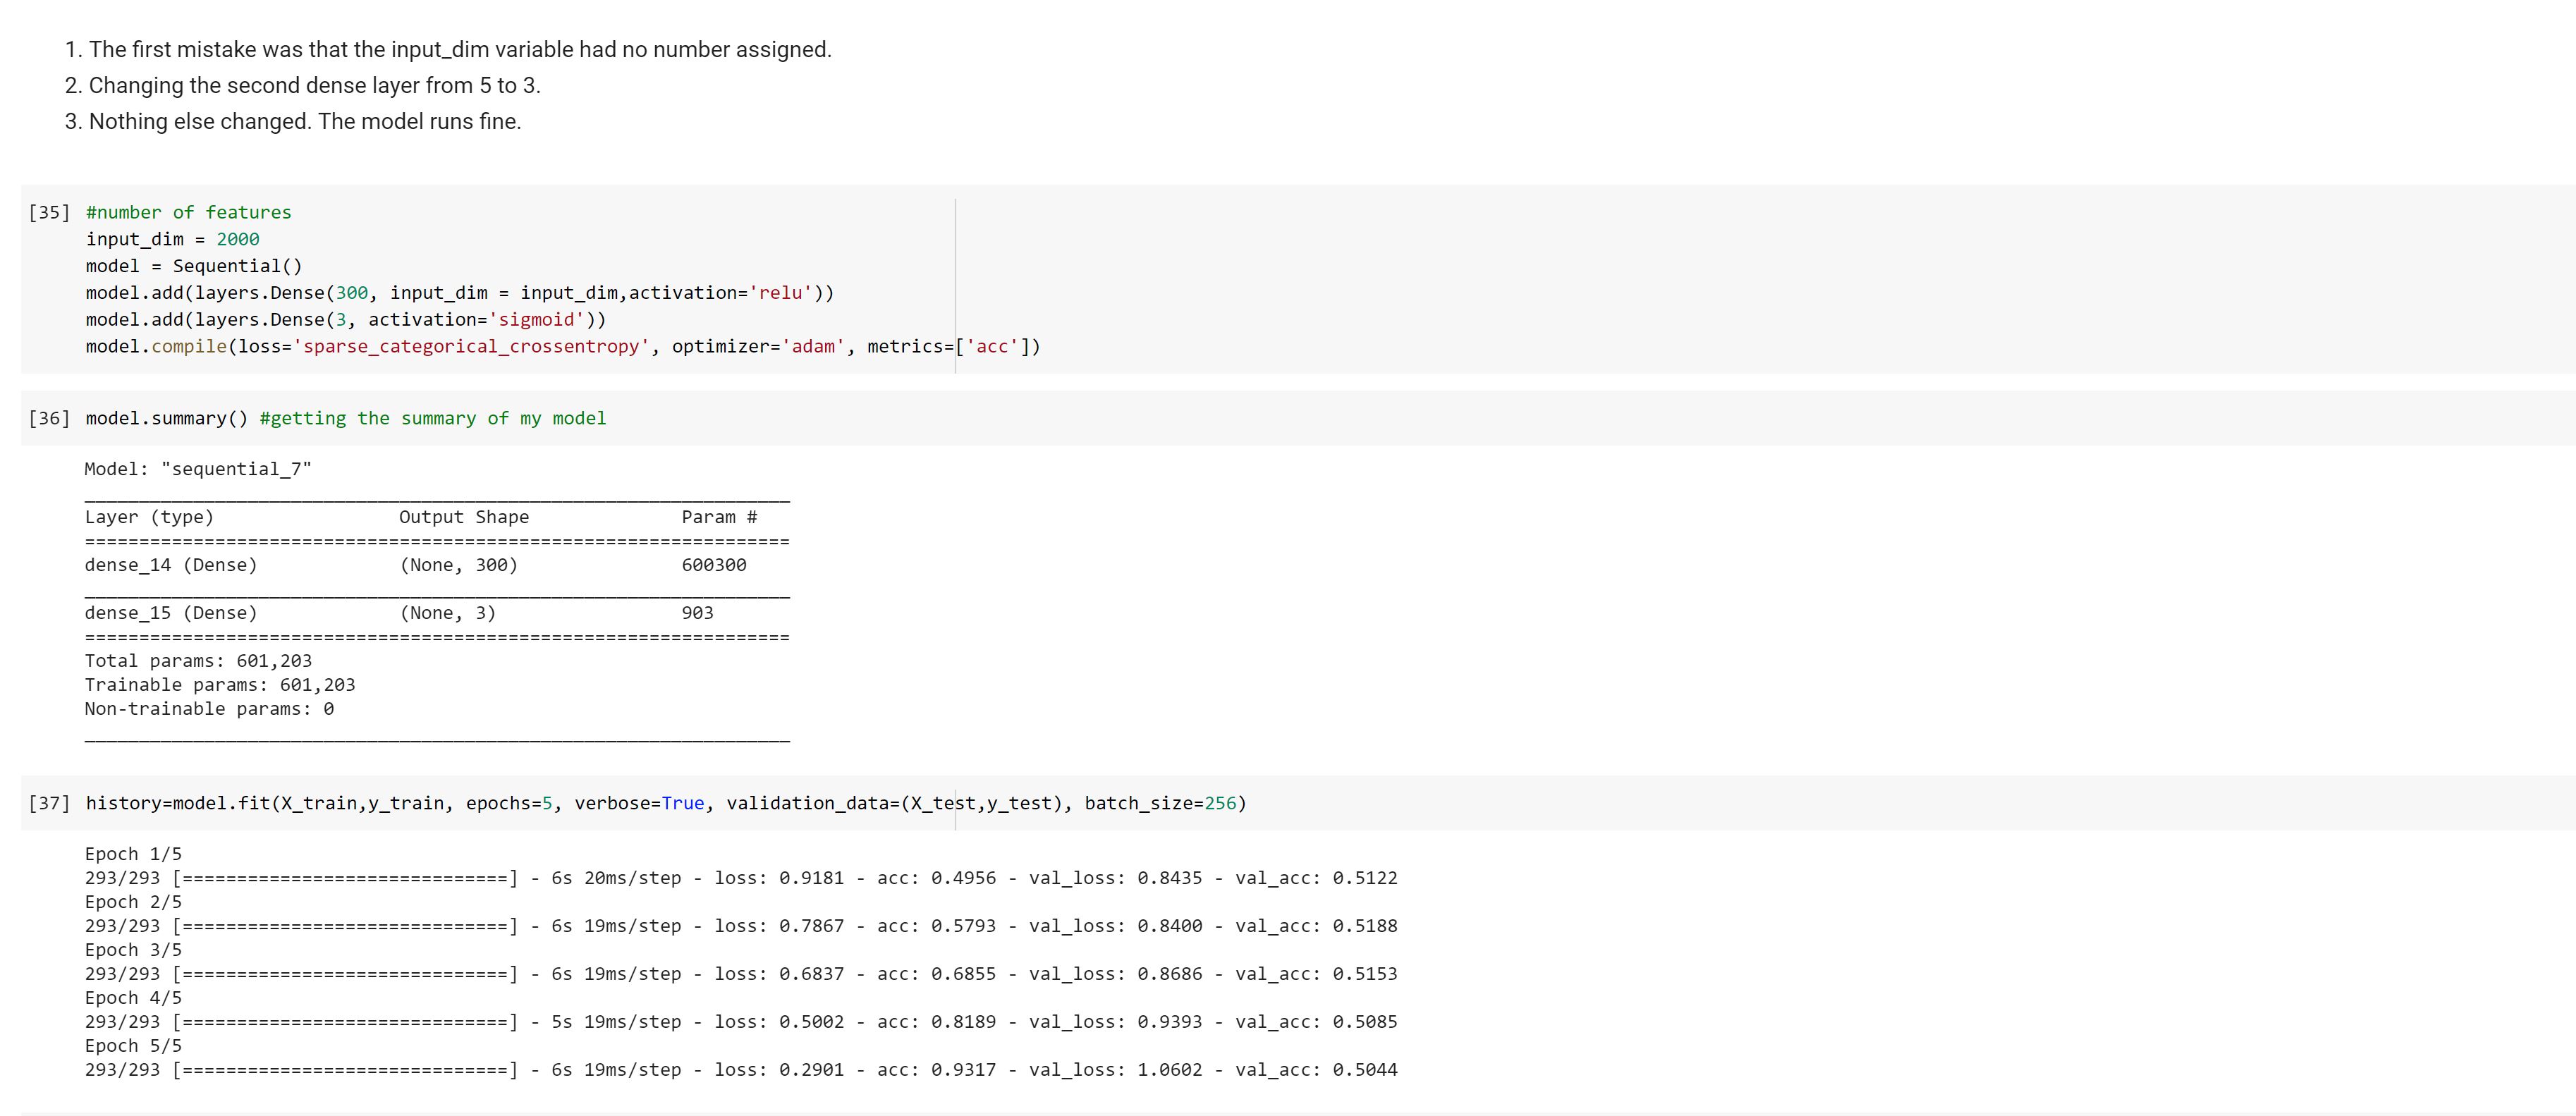 1. The first mistake was that the input_dim variable had no number assigned.
2. Changing the second dense layer from 5 to 3.
3. Nothing else changed. The model runs fine.
[35] #number of features
input_dim = 2000
model = Sequential()
model.add(layers.Dense(300, input_dim = input_dim,activation='relu'))
model.add(layers.Dense(3, activation='sigmoid'))
model.compile(loss='sparse_categorical_crossentropy', optimizer='adam', metrics=['acc'])
[36] model.summary() #getting the summary of my model
Model: "sequential_7"
_________________________________________________________________
Layer (type)                 Output Shape              Param #
=================================================================
dense_14 (Dense)             (None, 300)               600300
_________________________________________________________________
dense_15 (Dense)             (None, 3)                 903
=================================================================
Total params: 601,203
Trainable params: 601,203
Non-trainable params: 0
_________________________________________________________________
[37] history=model.fit(X_train,y_train, epochs=5, verbose=True, validation_data=(X_test,y_test), batch_size=256)
Epoch 1/5
293/293 [==============================] - 6s 20ms/step - loss: 0.9181 - acc: 0.4956 - val_loss: 0.8435 - val_acc: 0.5122
Epoch 2/5
293/293 [==============================] - 6s 19ms/step - loss: 0.7867 - acc: 0.5793 - val_loss: 0.8400 - val_acc: 0.5188
Epoch 3/5
293/293 [==============================] - 6s 19ms/step - loss: 0.6837 - acc: 0.6855 - val_loss: 0.8686 - val_acc: 0.5153
Epoch 4/5
293/293 [==============================] - 5s 19ms/step - loss: 0.5002 - acc: 0.8189 - val_loss: 0.9393 - val_acc: 0.5085
Epoch 5/5
293/293 [==============================] - 6s 19ms/step - loss: 0.2901 - acc: 0.9317 - val_loss: 1.0602 - val_acc: 0.5044